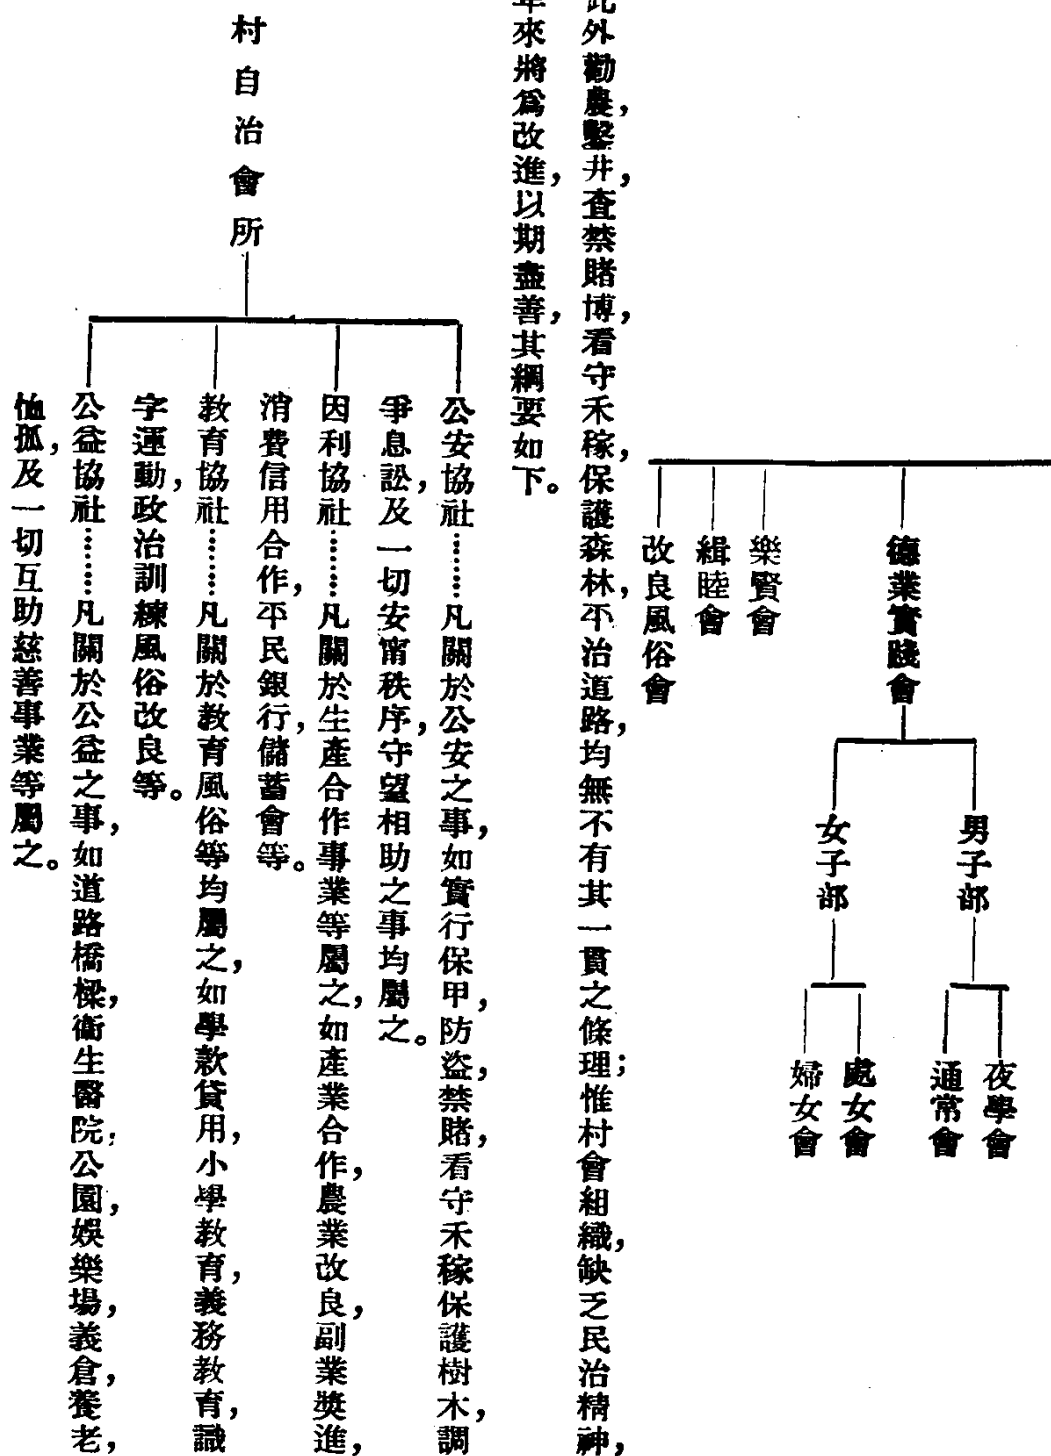 德業實踐會
男子部
夜學會
通常會
女子部
處女會
婦女會
樂賢會
緝睦會
改良風俗會
此外勸農，鑿井，査禁賭博，看守禾稼，保護森林，平治道路，均無不有其一貫之條理；惟村會組織，缺乏民治精神，
年來將爲改進，以期盡善，其綱要如下。
村自治會所
公安協社………凡關於公安之事，如實行保甲，防盜，禁賭，看守禾稼保護樹木，調
爭息訟，及一切安甯秩序，守望相助之事均屬之。
因利協社………凡關於生產合作事業等屬之，如產業合作，農業改良，副業獎進，
消費信用合作，平民銀行，儲蓄會等。
教育協社………凡關於教育風俗等均屬之，如學款貸用，小學教育，義務教育，識
字運動，政治訓練風俗改良等。
公益協社………凡關於公益之事，如道路橋樑，衞生醫院，公園，娛樂場，義倉，養老，
恤孤，及一切互助慈善事業等屬之。